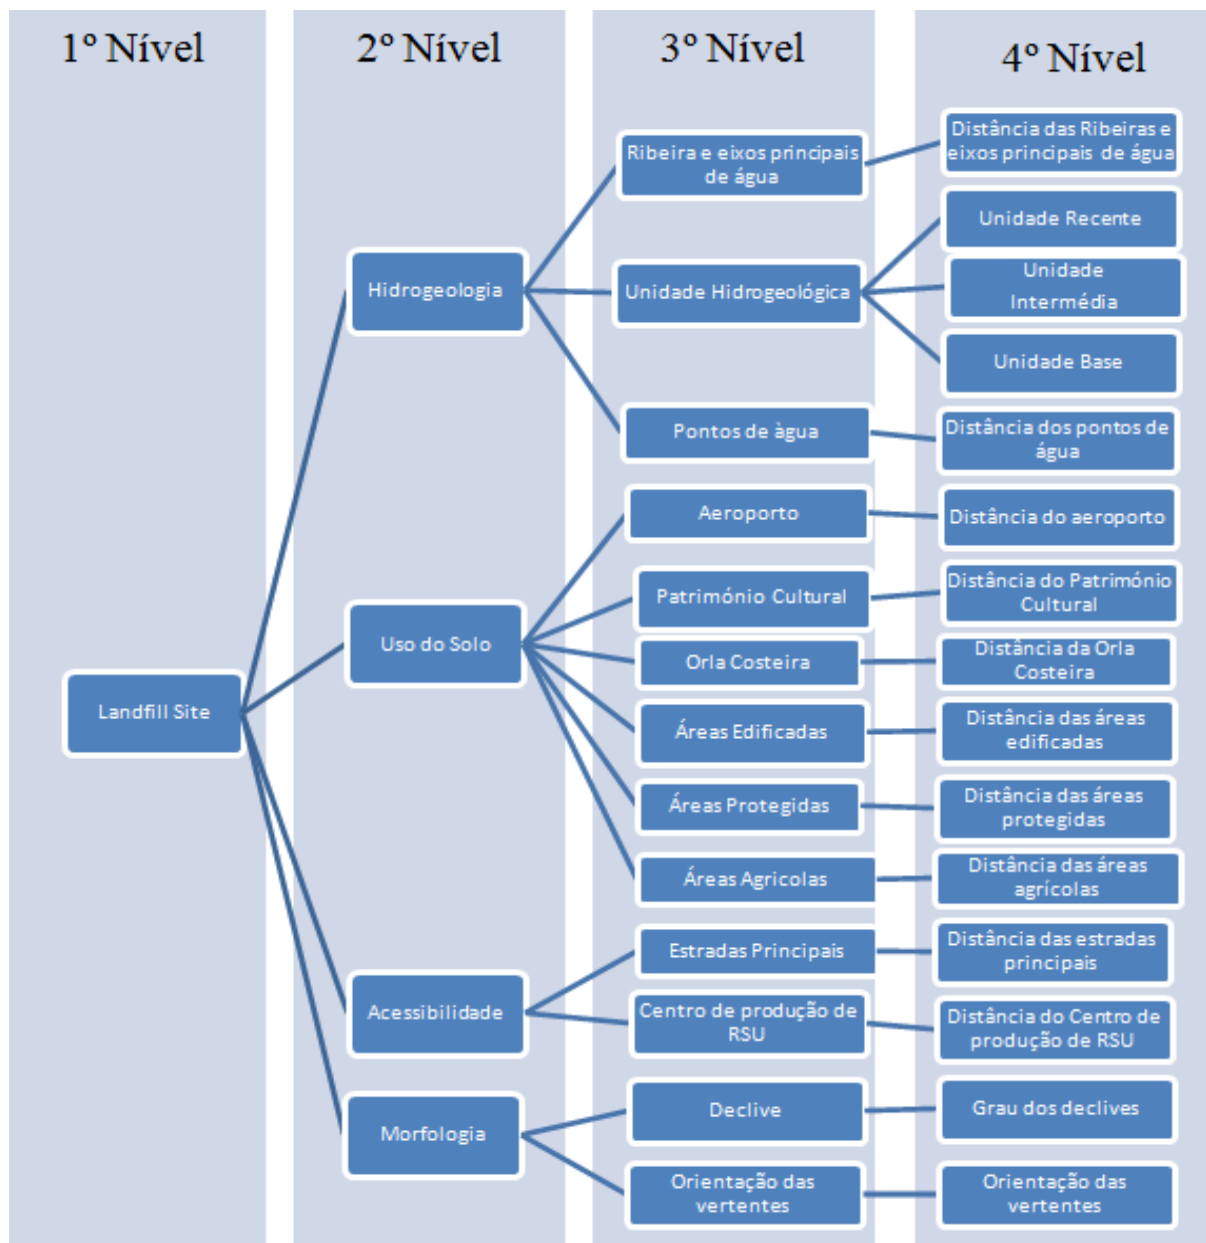 1º Nível
2º Nível
3º Nível
4º Nível
Landfill Site
Hidrogeologia
Uso do Solo
Acessibilidade
Morfologia
Ribeira e eixos principais
de água
Unidade Hidrogeológica
Pontos de àgua
Aeroporto
Património Cultural
Orla Costeira
Áreas Edificadas
Áreas Protegidas
Áreas Agricolas
Estradas Principais
Centro de produção de
RSU
Declive
Orientação das
vertentes
Distância das Ribeiras e
eixos principais de água
Unidade Recente
Unidade
Intermédia
Unidade Base
Distância dos pontos de
água
Distância do aeroporto
Distância do Património
Cultural
Distância da Orla
Costeira
Distância das áreas
edificadas
Distância das áreas
protegidas
Distância das áreas
agrícolas
Distância das estradas
principais
Distância do Centro de
produção de RSU
Grau dos declives
Orientação das
vertentes